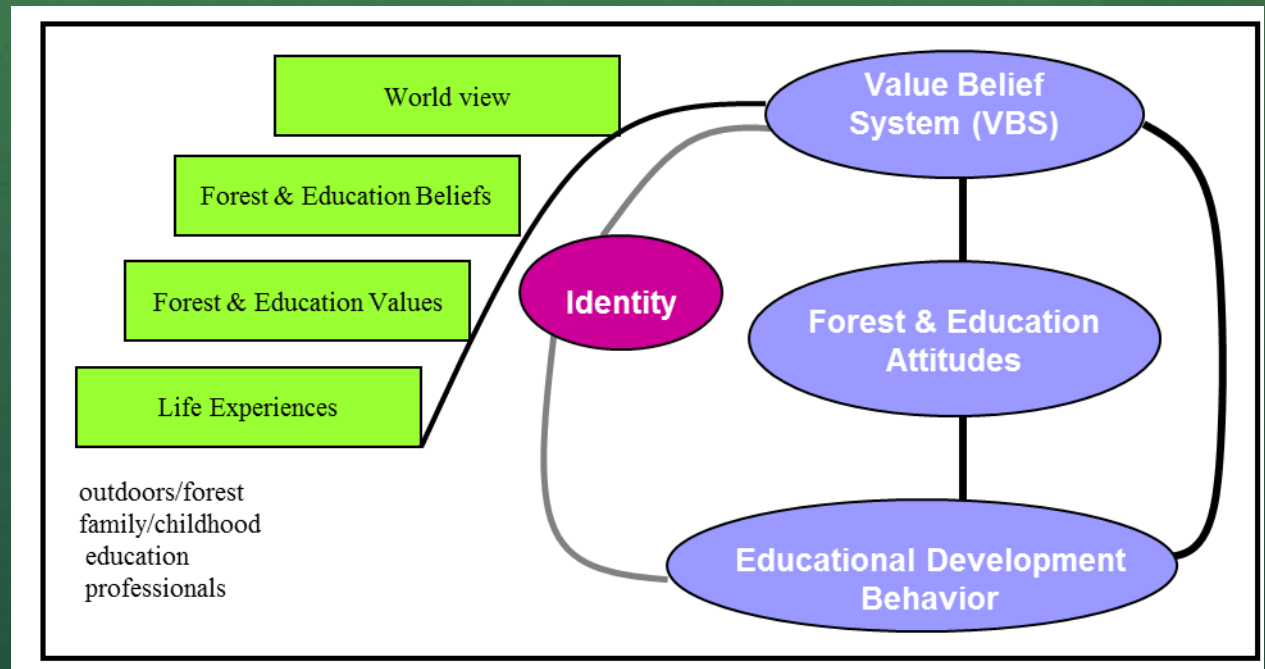 World view
Forest & Education Beliefs
Forest & Education Values
Life Experiences
outdoors/forest
family/childhood
education
professionals
Identity
Value Belief
System (VBS)
Forest & Education
Attitudes
Educational Development
Behavior